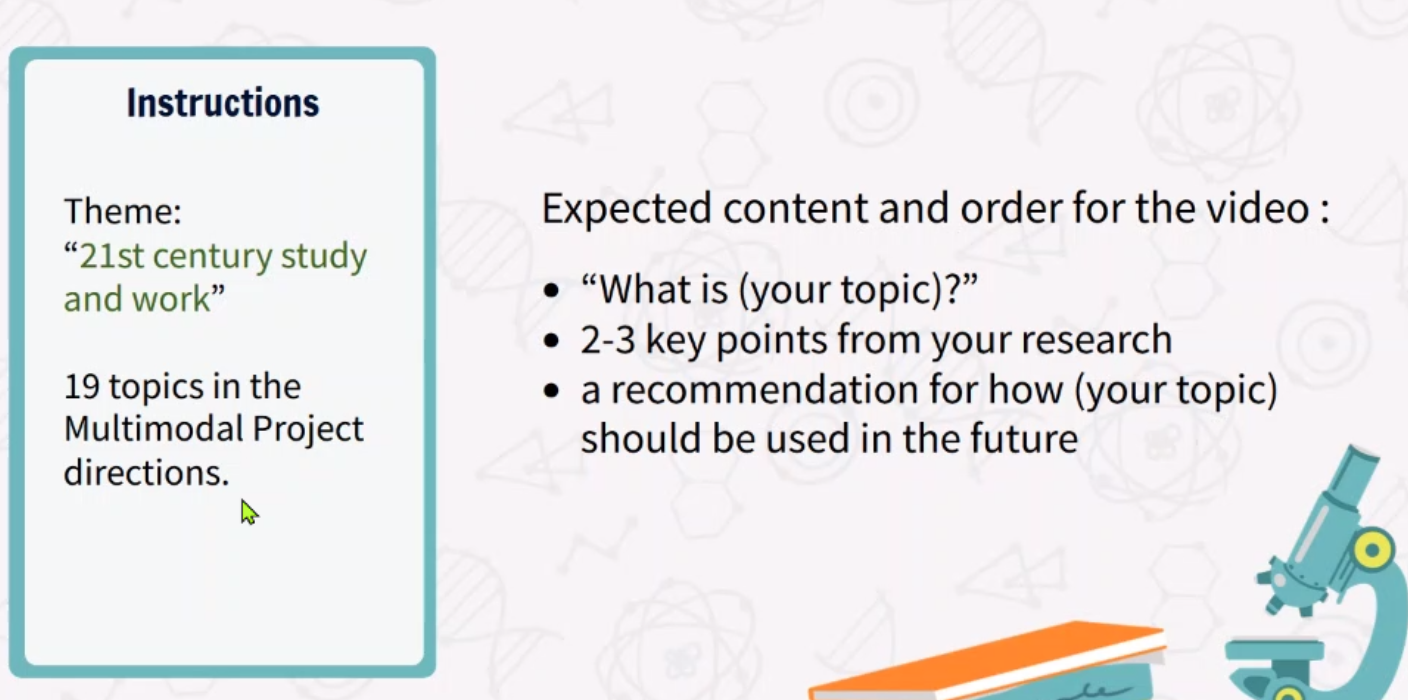 Instructions
Theme:
“21st century study
and work”
19 topics in the
Multimodal Project
directions.
Expected content and order for the video :
• “What is (your topic)?”
• 2-3 key points from your research
• a recommendation for how (your topic)
should be used in the future